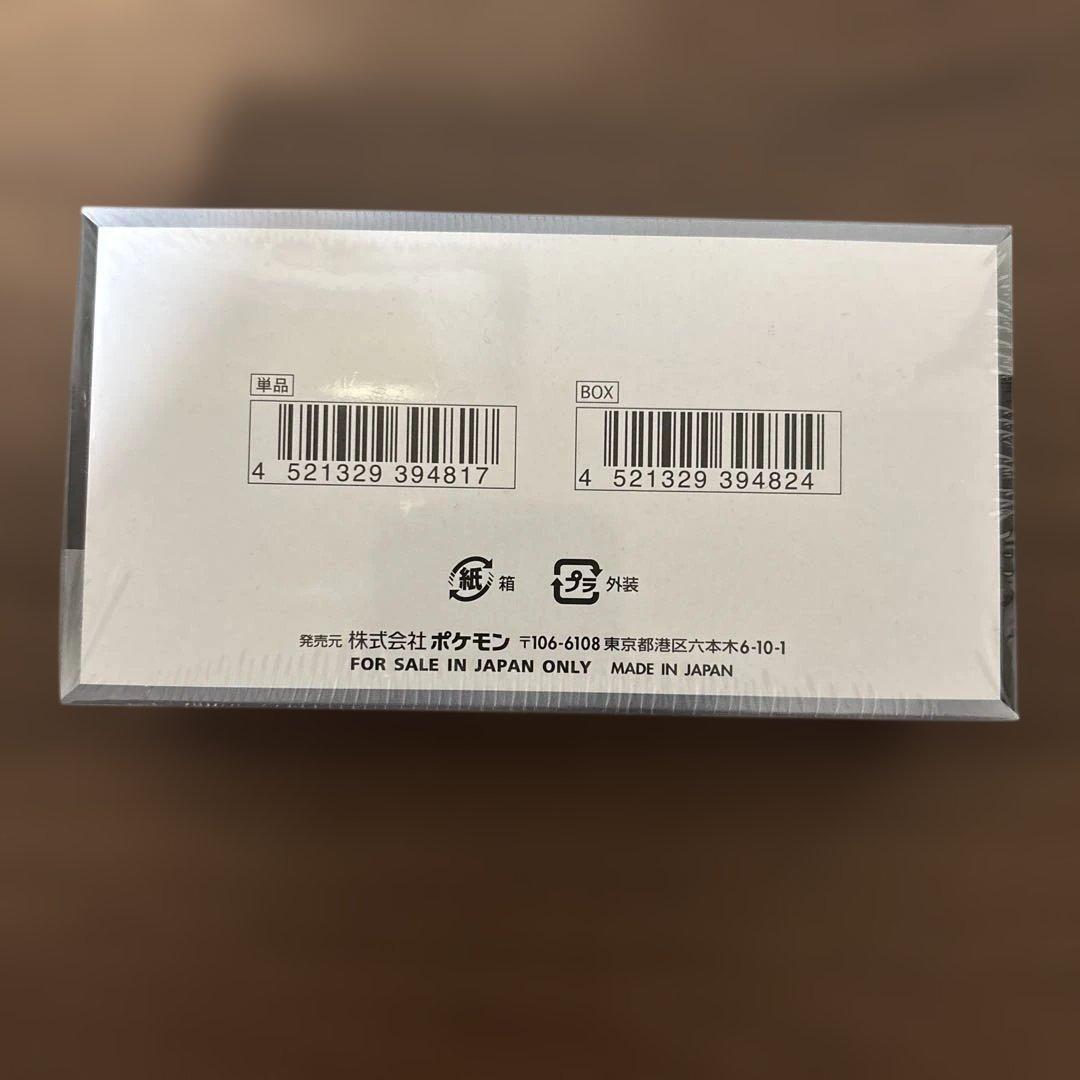 単品
4 521329 394817
BOX
4 521329 394824
紙 箱
プラ 外装
発売元 株式会社 ポケモン 〒106-6108 東京都港区六本木6-10-1
FOR SALE IN JAPAN ONLY MADE IN JAPAN